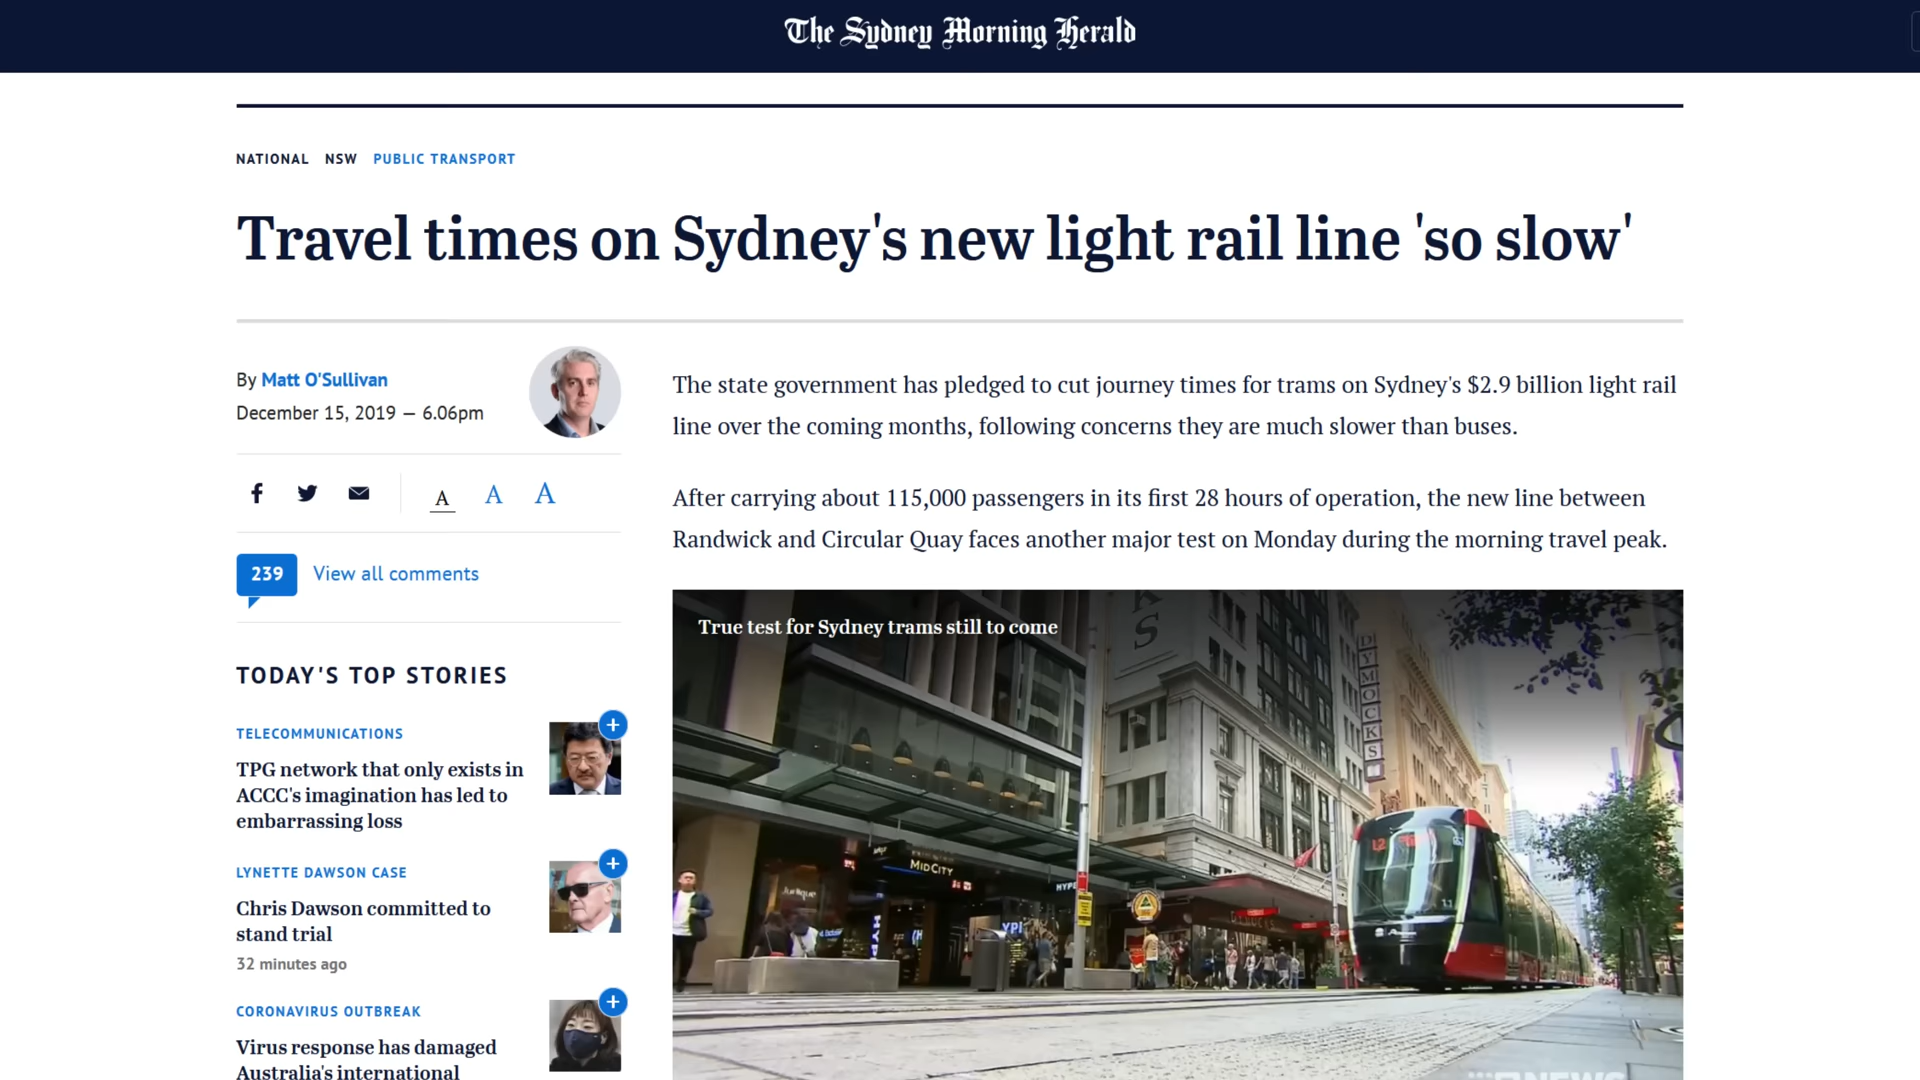 The Sydney Morning Herald
NATIONAL NSW PUBLIC TRANSPORT
Travel times on Sydney's new light rail line 'so slow'
By Matt O'Sullivan
December 15, 2019 — 6.06pm
A A A
239 View all comments
TODAY'S TOP STORIES
TELECOMMUNICATIONS
TPG network that only exists in
ACCC's imagination has led to
embarrassing loss
LYNETTE DAWSON CASE
Chris Dawson committed to
stand trial
32 minutes ago
CORONAVIRUS OUTBREAK
Virus response has damaged
Australia's international
The state government has pledged to cut journey times for trams on Sydney's $2.9 billion light rail
line over the coming months, following concerns they are much slower than buses.
After carrying about 115,000 passengers in its first 28 hours of operation, the new line between
Randwick and Circular Quay faces another major test on Monday during the morning travel peak.
True test for Sydney trams still to come
KS
DYMOCKS
MIDCITY
Jurlique
HYPE
L2
9NEWS